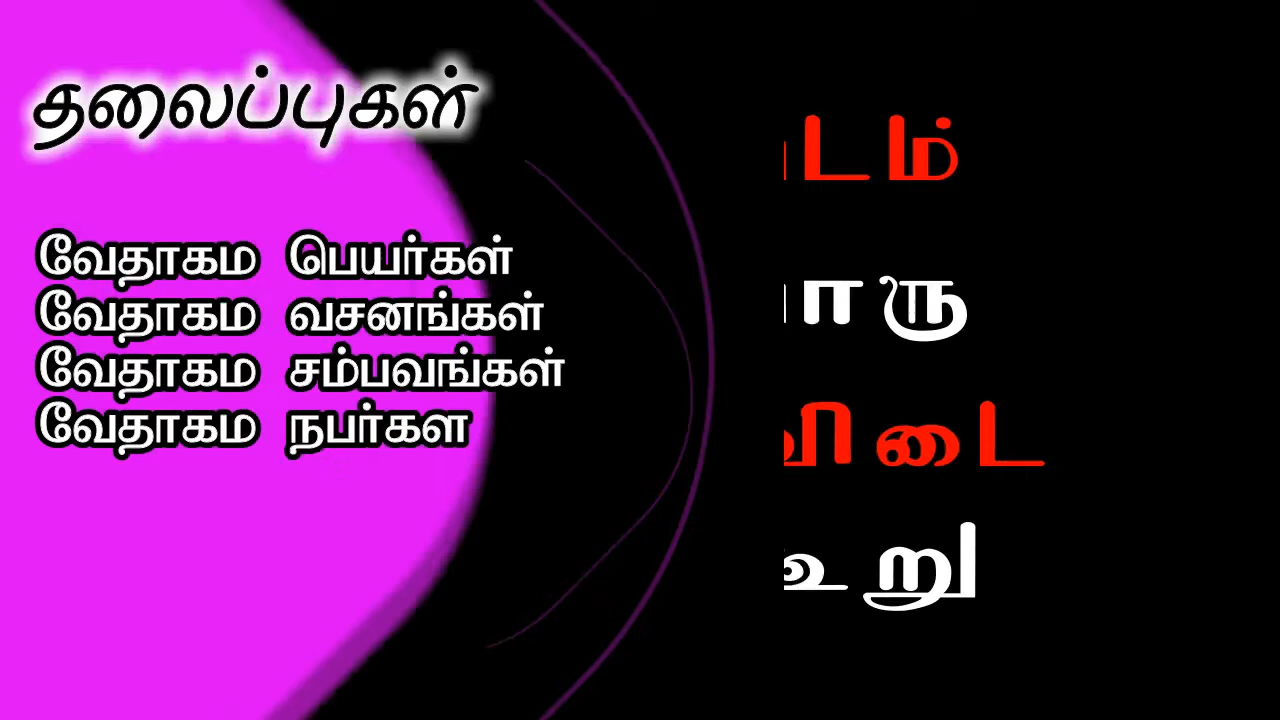 தலைப்புகள்
வேதாகம பெயர்கள்
வேதாகம வசனங்கள்
வேதாகம சம்பவங்கள்
வேதாகம நபர்கள
டம்
ரு
விடை
கூறு